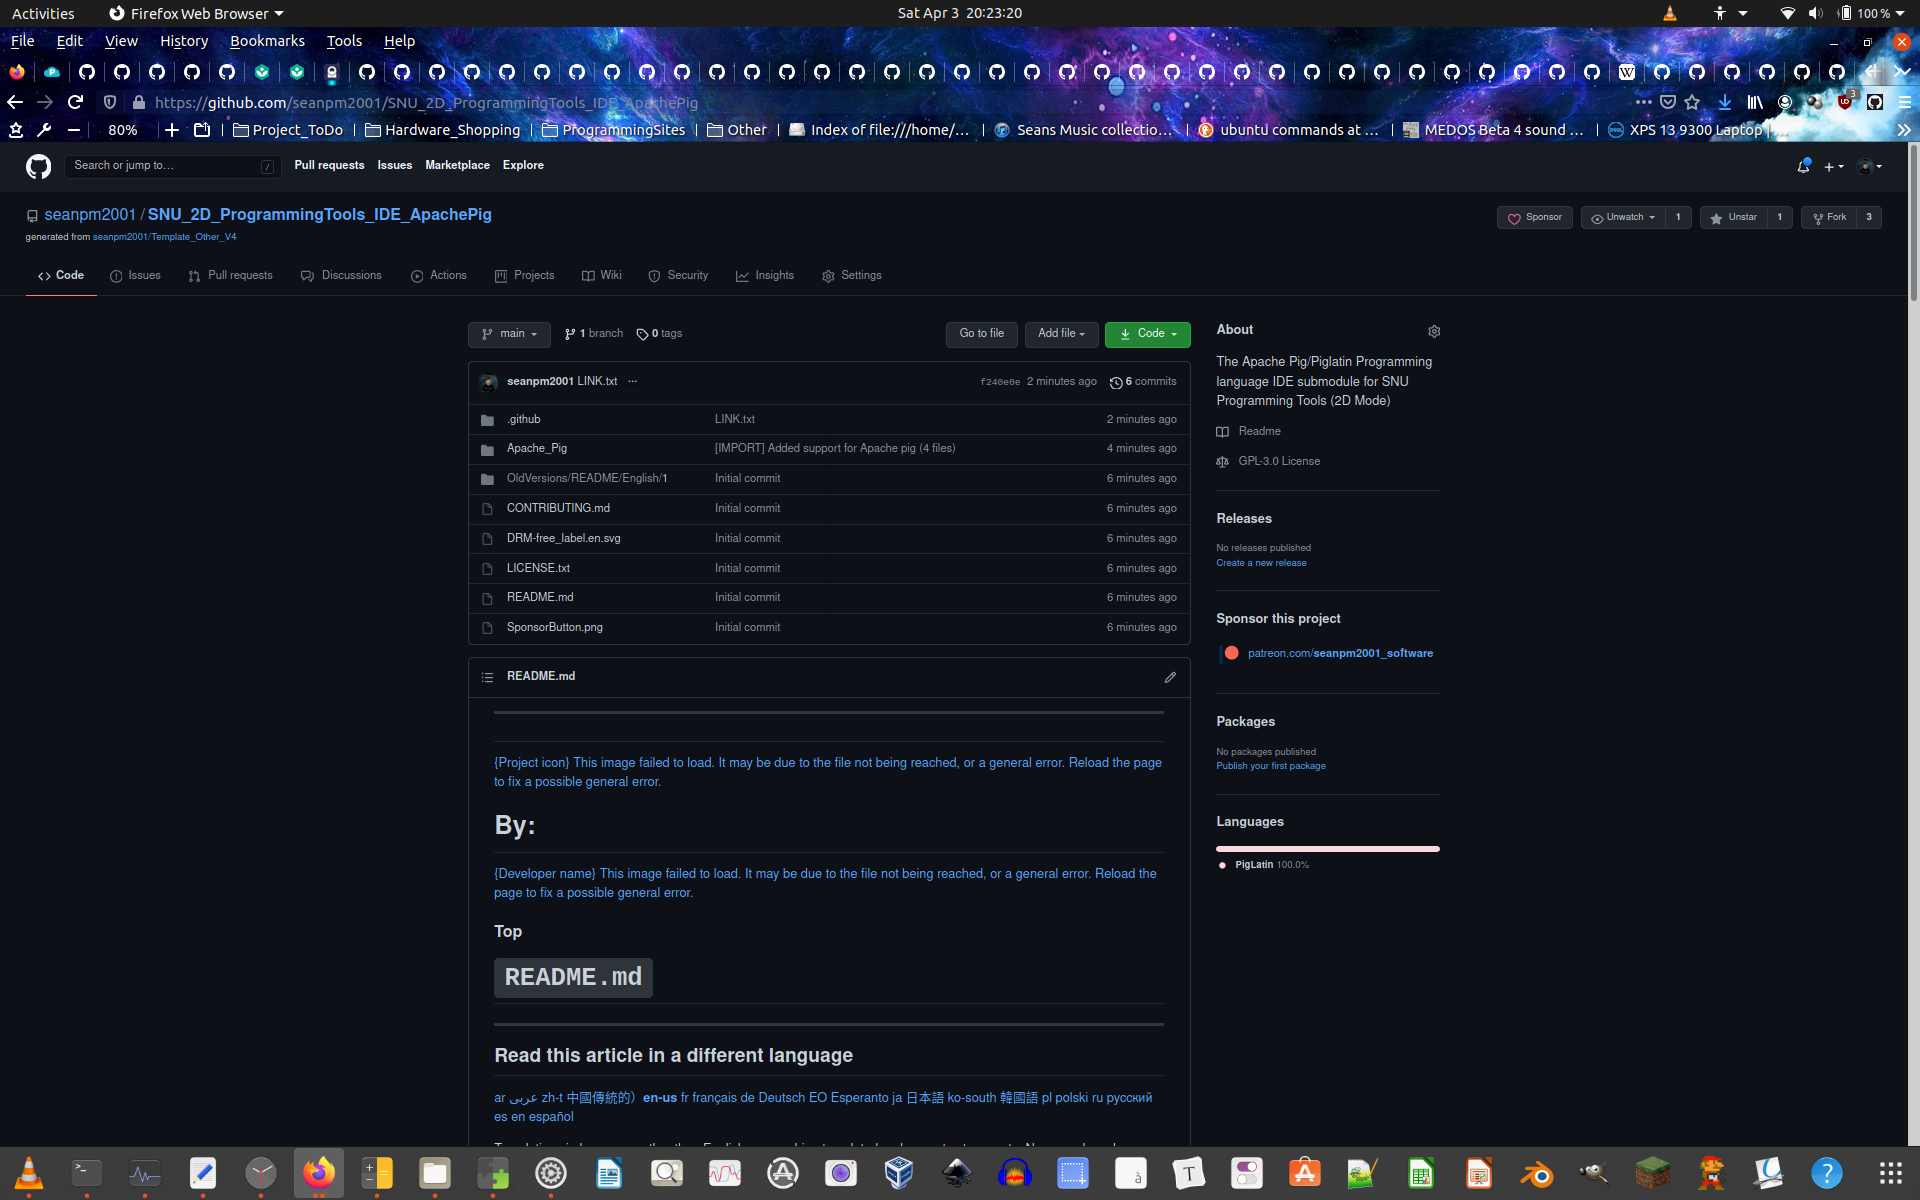 Activities Firefox Web Browser Sat Apr 3 20:23:20 100 %
File Edit View History Bookmarks Tools Help
https://github.com/seanpm2001/SNU_2D_ProgrammingTools_IDE_ApachePig 3
80% Project_ToDo Hardware_Shopping ProgrammingSites Other Index of file:///home/... Seans Music collectio... ubuntu commands at ... MEDOS Beta 4 sound ... XPS 13 9300 Laptop
Search or jump to... / Pull requests Issues Marketplace Explore
seanpm2001 / SNU_2D_ProgrammingTools_IDE_ApachePig Sponsor Unwatch 1 Unstar 1 Fork 3
generated from seanpm2001/Template_Other_V4
Code Issues Pull requests Discussions Actions Projects Wiki Security Insights Settings
main 1 branch 0 tags Go to file Add file Code
seanpm2001 LINK.txt ... f240e0e 2 minutes ago 6 commits
.github LINK.txt 2 minutes ago
Apache_Pig [IMPORT] Added support for Apache pig (4 files) 4 minutes ago
OldVersions/README/English/1 Initial commit 6 minutes ago
CONTRIBUTING.md Initial commit 6 minutes ago
DRM-free_label.en.svg Initial commit 6 minutes ago
LICENSE.txt Initial commit 6 minutes ago
README.md Initial commit 6 minutes ago
SponsorButton.png Initial commit 6 minutes ago
README.md
{Project icon} This image failed to load. It may be due to the file not being reached, or a general error. Reload the page
to fix a possible general error.
By:
{Developer name} This image failed to load. It may be due to the file not being reached, or a general error. Reload the
page to fix a possible general error.
Top
README.md
Read this article in a different language
ar عربى zh-t 中國傳統的）en-us fr français de Deutsch EO Esperanto ja 日本語 ko-south 韓國語 pl polski ru русский
es en español
About
The Apache Pig/Piglatin Programming
language IDE submodule for SNU
Programming Tools (2D Mode)
Readme
GPL-3.0 License
Releases
No releases published
Create a new release
Sponsor this project
patreon.com/seanpm2001_software
Packages
No packages published
Publish your first package
Languages
PigLatin 100.0%